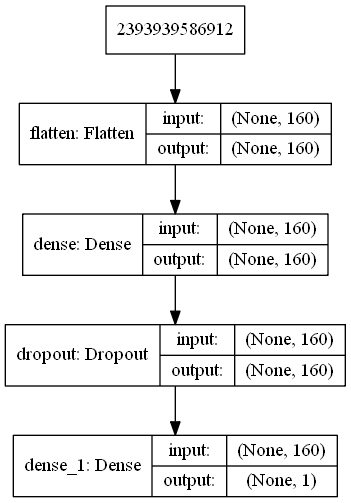 2393939586912
flatten: Flatten
input: (None, 160)
output: (None, 160)
dense: Dense
input: (None, 160)
output: (None, 160)
dropout: Dropout
input: (None, 160)
output: (None, 160)
dense_1: Dense
input: (None, 160)
output: (None, 1)